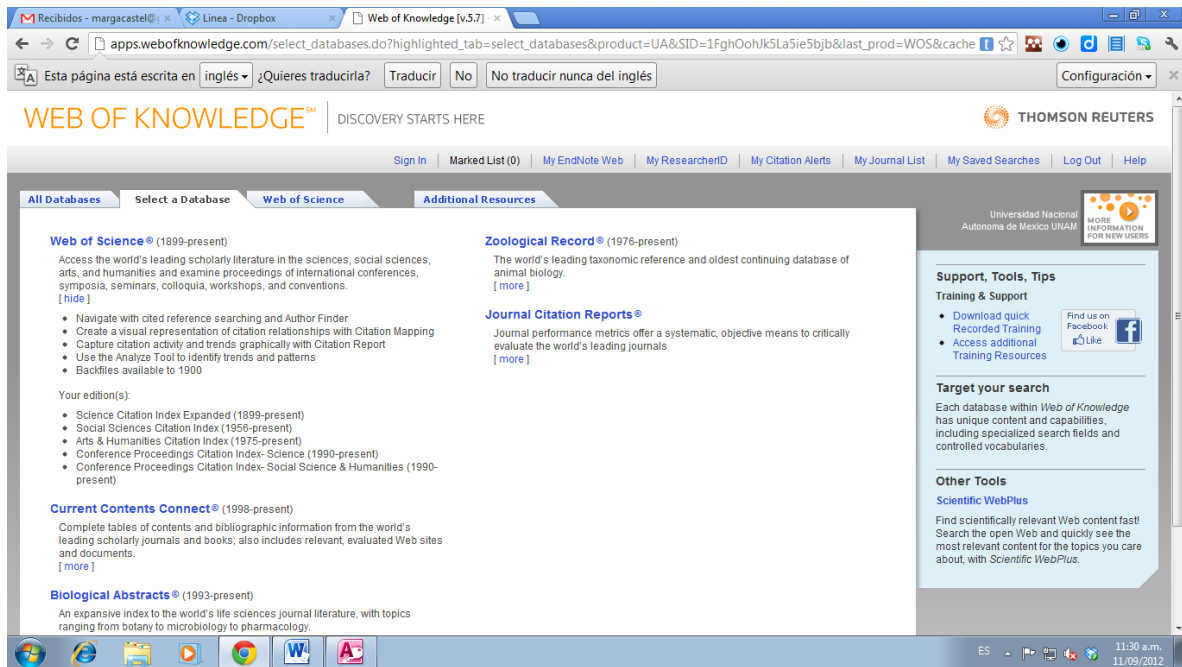 Recibidos - margacastel@g
Linea - Dropbox
Web of Knowledge [v.5.7] -
apps.webofknowledge.com/select_databases.do?highlighted_tab=select_databases&product=UA&SID=1FghOohJk5La5ie5bjb&last_prod=WOS&cache
Esta página está escrita en inglés ¿Quieres traducirla? Traducir No No traducir nunca del inglés Configuración
WEB OF KNOWLEDGE℠ DISCOVERY STARTS HERE
THOMSON REUTERS
Sign In | Marked List (0) | My EndNote Web | My ResearcherID | My Citation Alerts | My Journal List | My Saved Searches | Log Out | Help
All Databases Select a Database Web of Science Additional Resources
Web of Science® (1899-present)
Access the world's leading scholarly literature in the sciences, social sciences,
arts, and humanities and examine proceedings of international conferences,
symposia, seminars, colloquia, workshops, and conventions.
[ hide ]
Navigate with cited reference searching and Author Finder
Create a visual representation of citation relationships with Citation Mapping
Capture citation activity and trends graphically with Citation Report
Use the Analyze Tool to identify trends and patterns
Backfiles available to 1900
Your edition(s):
Science Citation Index Expanded (1899-present)
Social Sciences Citation Index (1956-present)
Arts & Humanities Citation Index (1975-present)
Conference Proceedings Citation Index- Science (1990-present)
Conference Proceedings Citation Index- Social Science & Humanities (1990-
present)
Current Contents Connect® (1998-present)
Complete tables of contents and bibliographic information from the world's
leading scholarly journals and books; also includes relevant, evaluated Web sites
and documents.
[ more ]
Biological Abstracts® (1993-present)
An expansive index to the world's life sciences journal literature, with topics
ranging from botany to microbiology to pharmacology.
Zoological Record® (1976-present)
The world's leading taxonomic reference and oldest continuing database of
animal biology.
[ more ]
Journal Citation Reports®
Journal performance metrics offer a systematic, objective means to critically
evaluate the world's leading journals
[ more ]
Universidad Nacional
Autonoma de Mexico UNAM
MORE
INFORMATION
FOR NEW USERS
Support, Tools, Tips
Training & Support
Download quick
Recorded Training
Access additional
Training Resources
Find us on
Facebook
Like
Target your search
Each database within Web of Knowledge
has unique content and capabilities,
including specialized search fields and
controlled vocabularies.
Other Tools
Scientific WebPlus
Find scientifically relevant Web content fast!
Search the open Web and quickly see the
most relevant content for the topics you care
about, with Scientific WebPlus.
ES
11:30 a.m.
11/09/2012